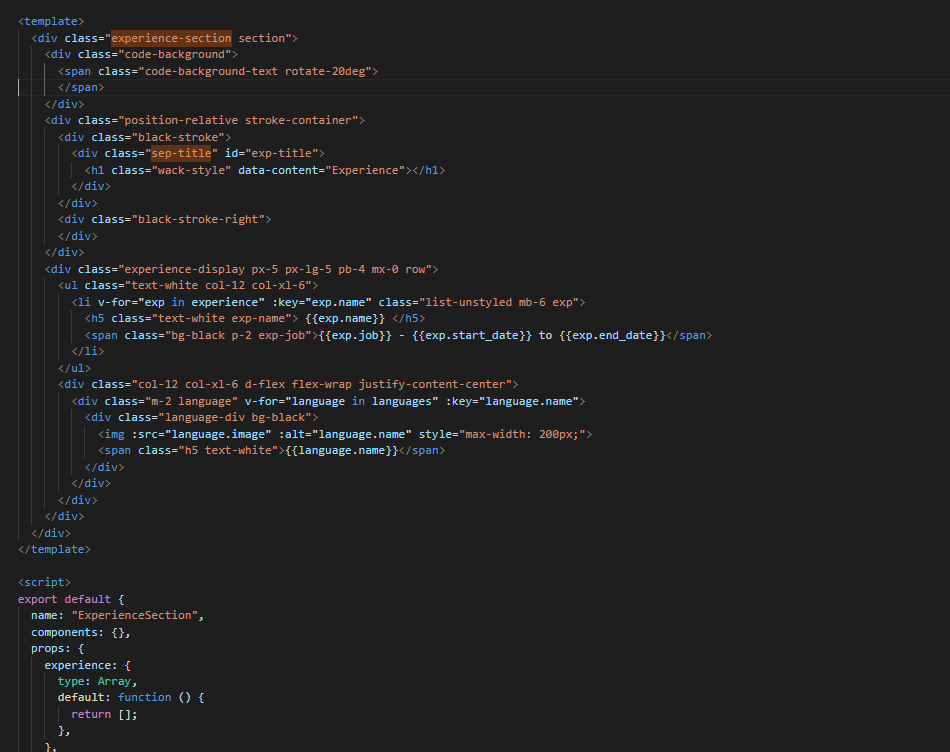 <template>
  <div class="experience-section section">
    <div class="code-background">
      <span class="code-background-text rotate-20deg">
      </span>
    </div>
    <div class="position-relative stroke-container">
      <div class="black-stroke">
        <div class="sep-title" id="exp-title">
          <h1 class="wack-style" data-content="Experience"></h1>
        </div>
      </div>
      <div class="black-stroke-right">
      </div>
    </div>
    <div class="experience-display px-5 px-lg-5 pb-4 mx-0 row">
      <ul class="text-white col-12 col-xl-6">
        <li v-for="exp in experience" :key="exp.name" class="list-unstyled mb-6 exp">
          <h5 class="text-white exp-name"> {{exp.name}} </h5>
          <span class="bg-black p-2 exp-job">{{exp.job}} - {{exp.start_date}} to {{exp.end_date}}</span>
        </li>
      </ul>
      <div class="col-12 col-xl-6 d-flex flex-wrap justify-content-center">
        <div class="m-2 language" v-for="language in languages" :key="language.name">
          <div class="language-div bg-black">
            <img :src="language.image" :alt="language.name" style="max-width: 200px;">
            <span class="h5 text-white">{{language.name}}</span>
          </div>
        </div>
      </div>
    </div>
  </div>
</template>

<script>
export default {
  name: "ExperienceSection",
  components: {},
  props: {
    experience: {
      type: Array,
      default: function () {
        return [];
      },
    },